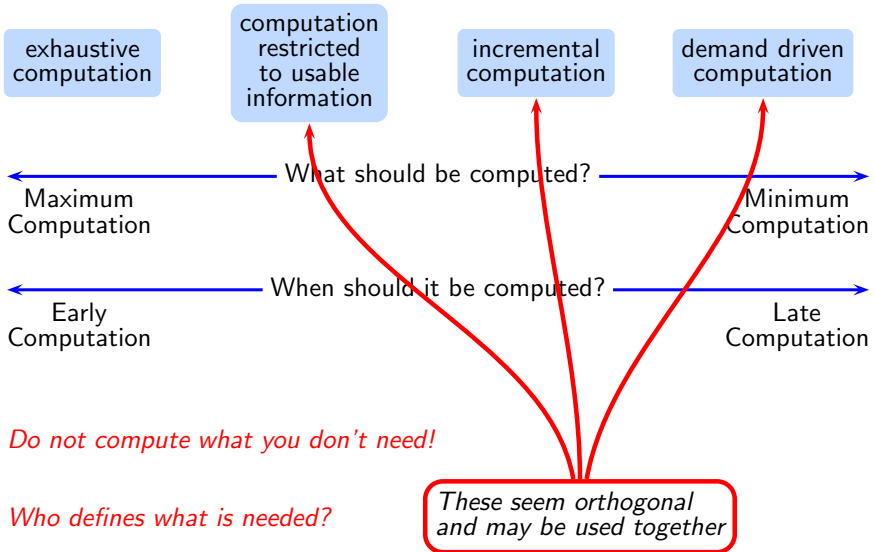 exhaustive
computation
computation
restricted
to usable
information
incremental
computation
demand driven
computation
What should be computed?
Maximum
Computation
Minimum
Computation
When should it be computed?
Early
Computation
Late
Computation
Do not compute what you don't need!
Who defines what is needed?
These seem orthogonal
and may be used together